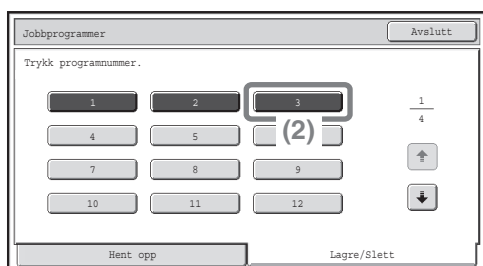 Jobbprogrammer Avslutt
Trykk programnummer.
1 2 3 1
4
4 5 (2)
7 8 9
10 11 12
Hent opp Lagre/Slett